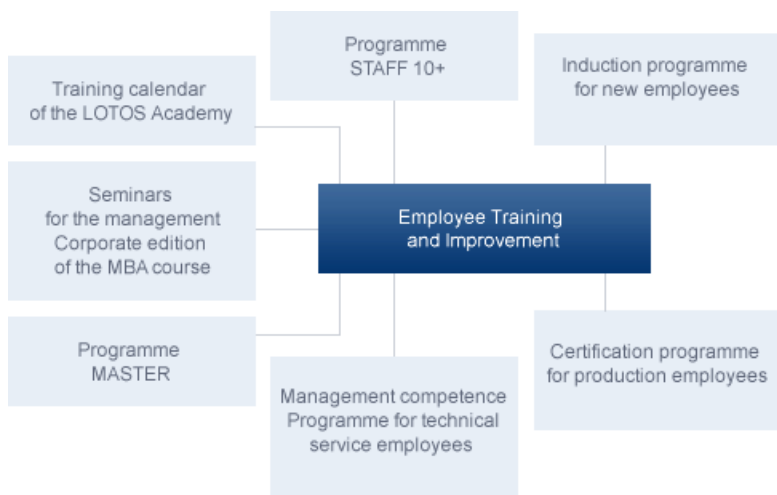 Programme
STAFF 10+
Training calendar
of the LOTOS Academy
Induction programme
for new employees
Seminars
for the management
Corporate edition
of the MBA course
Employee Training
and Improvement
Programme
MASTER
Management competence
Programme for technical
service employees
Certification programme
for production employees